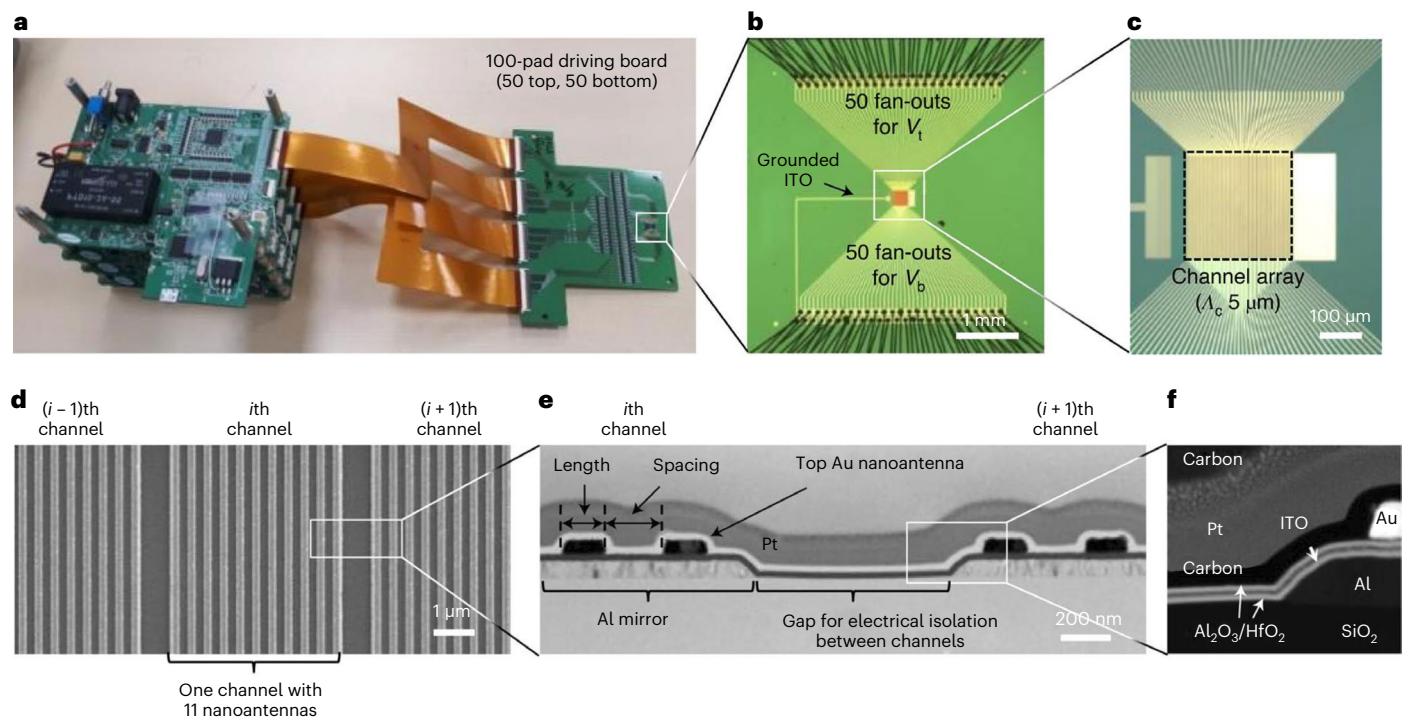 a
100-pad driving board
(50 top, 50 bottom)
b
50 fan-outs
for Vt
Grounded
ITO
50 fan-outs
for Vb
1 mm
c
Channel array
(Λc 5 μm)
100 μm
d
(i – 1)th
channel
ith
channel
(i + 1)th
channel
1 μm
One channel with
11 nanoantennas
e
ith
channel
(i + 1)th
channel
Length
Spacing
Top Au nanoantenna
Pt
Al mirror
Gap for electrical isolation
between channels
200 nm
f
Carbon
Pt
ITO
Au
Carbon
Al
Al2O3/HfO2
SiO2